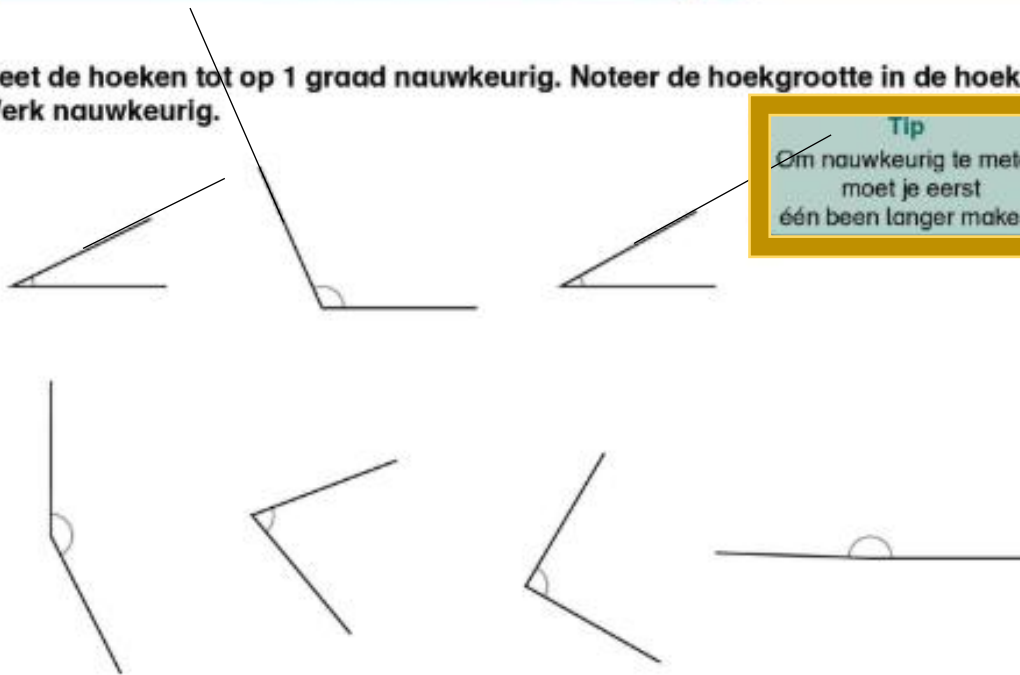 eet de hoeken tot op 1 graad nauwkeurig. Noteer de hoekgrootte in de hoek
erk nauwkeurig.
Tip
Om nauwkeurig te met
moet je eerst
één been langer make